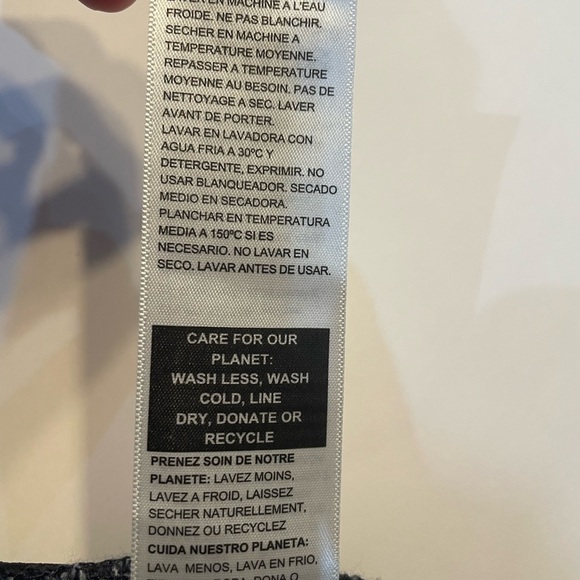 EN MACHINE A L'EAU
FROIDE. NE PAS BLANCHIR.
SECHER EN MACHINE A
TEMPERATURE MOYENNE.
REPASSER A TEMPERATURE
MOYENNE AU BESOIN. PAS DE
NETTOYAGE A SEC. LAVER
AVANT DE PORTER.
LAVAR EN LAVADORA CON
AGUA FRIA A 30ºC Y
DETERGENTE, EXPRIMIR. NO
USAR BLANQUEADOR. SECADO
MEDIO EN SECADORA.
PLANCHAR EN TEMPERATURA
MEDIA A 150ºC SI ES
NECESARIO. NO LAVAR EN
SECO. LAVAR ANTES DE USAR.
CARE FOR OUR
PLANET:
WASH LESS, WASH
COLD, LINE
DRY, DONATE OR
RECYCLE
PRENEZ SOIN DE NOTRE
PLANETE: LAVEZ MOINS,
LAVEZ A FROID, LAISSEZ
SECHER NATURELLEMENT,
DONNEZ OU RECYCLEZ
CUIDA NUESTRO PLANETA:
LAVA MENOS, LAVA EN FRIO,
DONA O